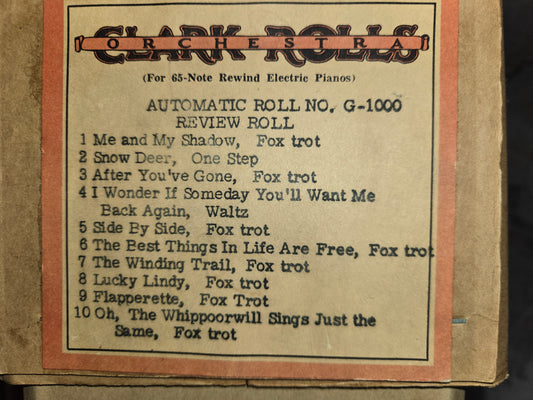 CLARK ROLLS
ORCHESTRA
(For 65-Note Rewind Electric Pianos)
AUTOMATIC ROLL NO. G-1000
REVIEW ROLL
1 Me and My Shadow, Fox trot
2 Snow Deer, One Step
3 After You've Gone, Fox trot
4 I Wonder If Someday You'll Want Me
Back Again, Waltz
5 Side By Side, Fox trot
6 The Best Things In Life Are Free, Fox trot
7 The Winding Trail, Fox trot
8 Lucky Lindy, Fox trot
9 Flapperette, Fox Trot
10 Oh, The Whippoorwill Sings Just the
Same, Fox trot